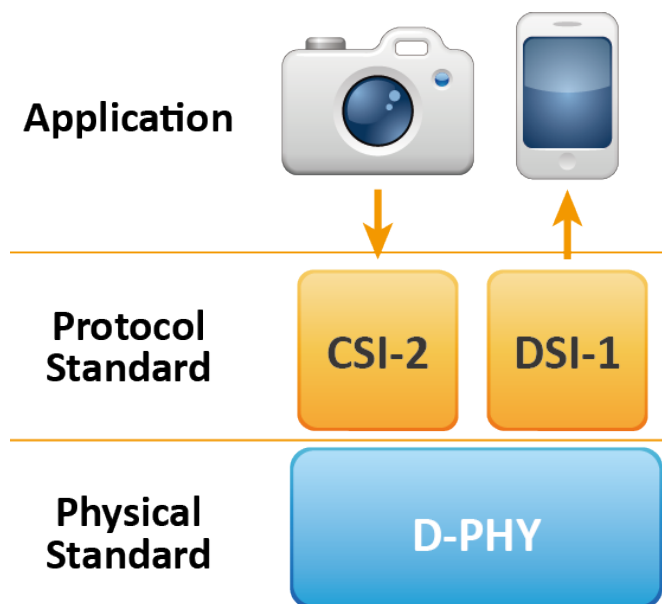 Application
Protocol
Standard
CSI-2
DSI-1
Physical
Standard
D-PHY